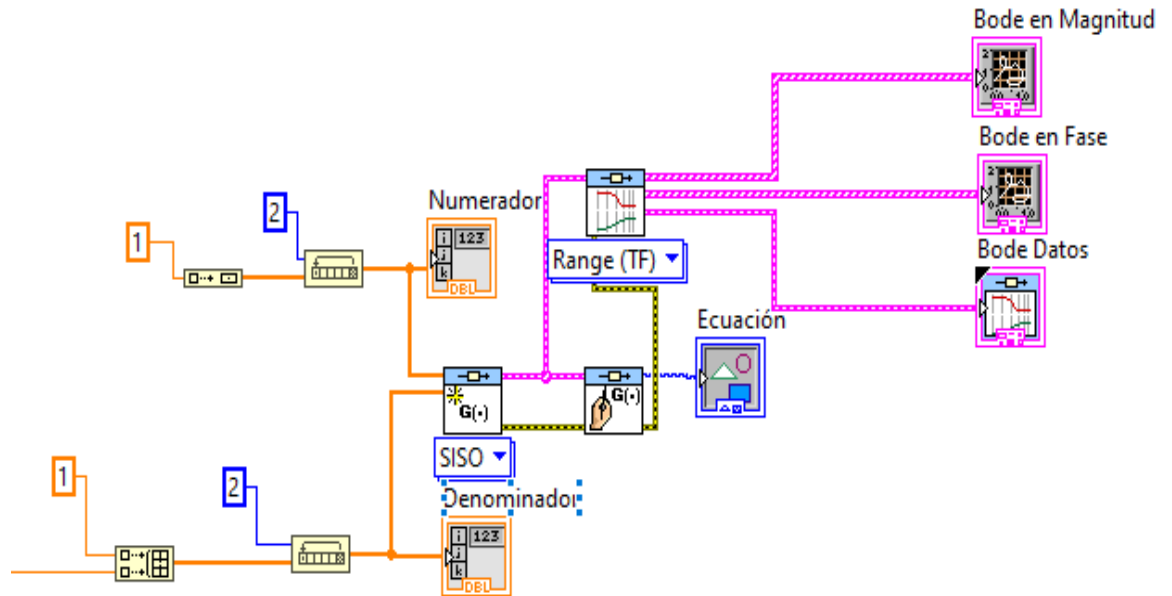 Bode en Magnitud
Bode en Fase
Numerador
2
1
123
i
j
k
DBL
Range (TF)
Bode Datos
Ecuación
G(·)
G(·)
SISO
1
2
Denominador
i
123
j
k
DBL